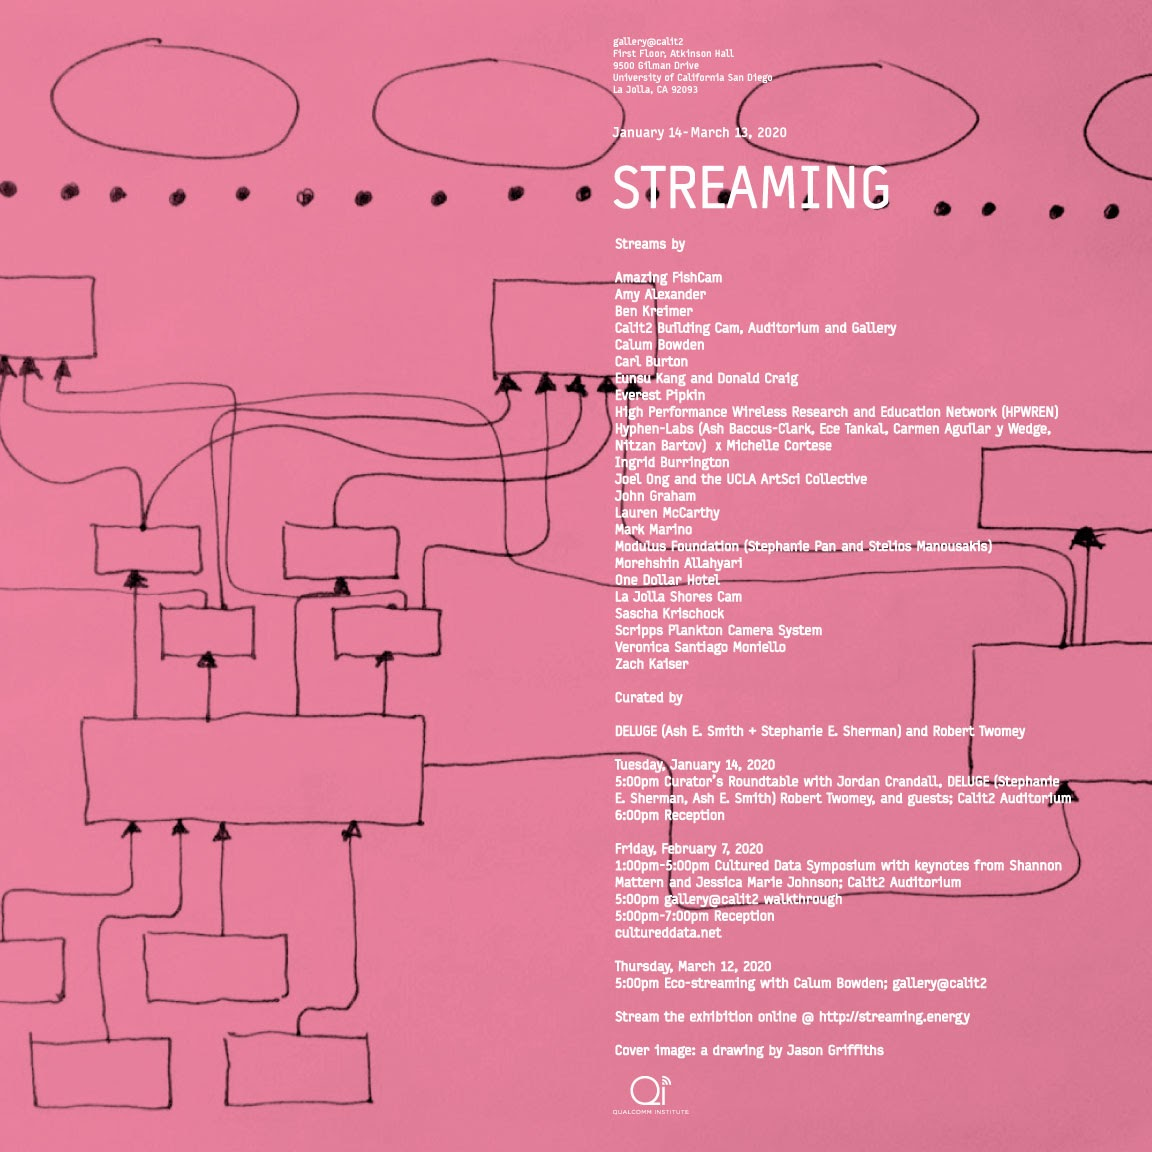 gallery@calit2
First Floor, Atkinson Hall
9500 Gilman Drive
University of California San Diego
La Jolla, CA 92093
January 14-March 13, 2020
STREAMING
Streams by
Amazing FishCam
Amy Alexander
Ben Kreimer
Calit2 Building Cam, Auditorium and Gallery
Calum Bowden
Carl Burton
Eunsu Kang and Donald Craig
Everest Pipkin
High Performance Wireless Research and Education Network (HPWREN)
Hyphen-Labs (Ash Baccus-Clark, Ece Tankal, Carmen Aguilar y Wedge,
Nitzan Bartov) x Michelle Cortese
Ingrid Burrington
Joel Ong and the UCLA ArtSci Collective
John Graham
Lauren McCarthy
Mark Marino
Modulus Foundation (Stephanie Pan and Stelios Manousakis)
Morehshin Allahyari
One Dollar Hotel
La Jolla Shores Cam
Sascha Krischock
Scripps Plankton Camera System
Veronica Santiago Moniello
Zach Kaiser
Curated by
DELUGE (Ash E. Smith + Stephanie E. Sherman) and Robert Twomey
Tuesday, January 14, 2020
5:00pm Curator's Roundtable with Jordan Crandall, DELUGE (Stephanie
E. Sherman, Ash E. Smith) Robert Twomey, and guests; Calit2 Auditorium
6:00pm Reception
Friday, February 7, 2020
1:00pm-5:00pm Cultured Data Symposium with keynotes from Shannon
Mattern and Jessica Marie Johnson; Calit2 Auditorium
5:00pm gallery@calit2 walkthrough
5:00pm-7:00pm Reception
cultureddata.net
Thursday, March 12, 2020
5:00pm Eco-streaming with Calum Bowden; gallery@calit2
Stream the exhibition online @ http://streaming.energy
Cover image: a drawing by Jason Griffiths
Qi
QUALCOMM INSTITUTE